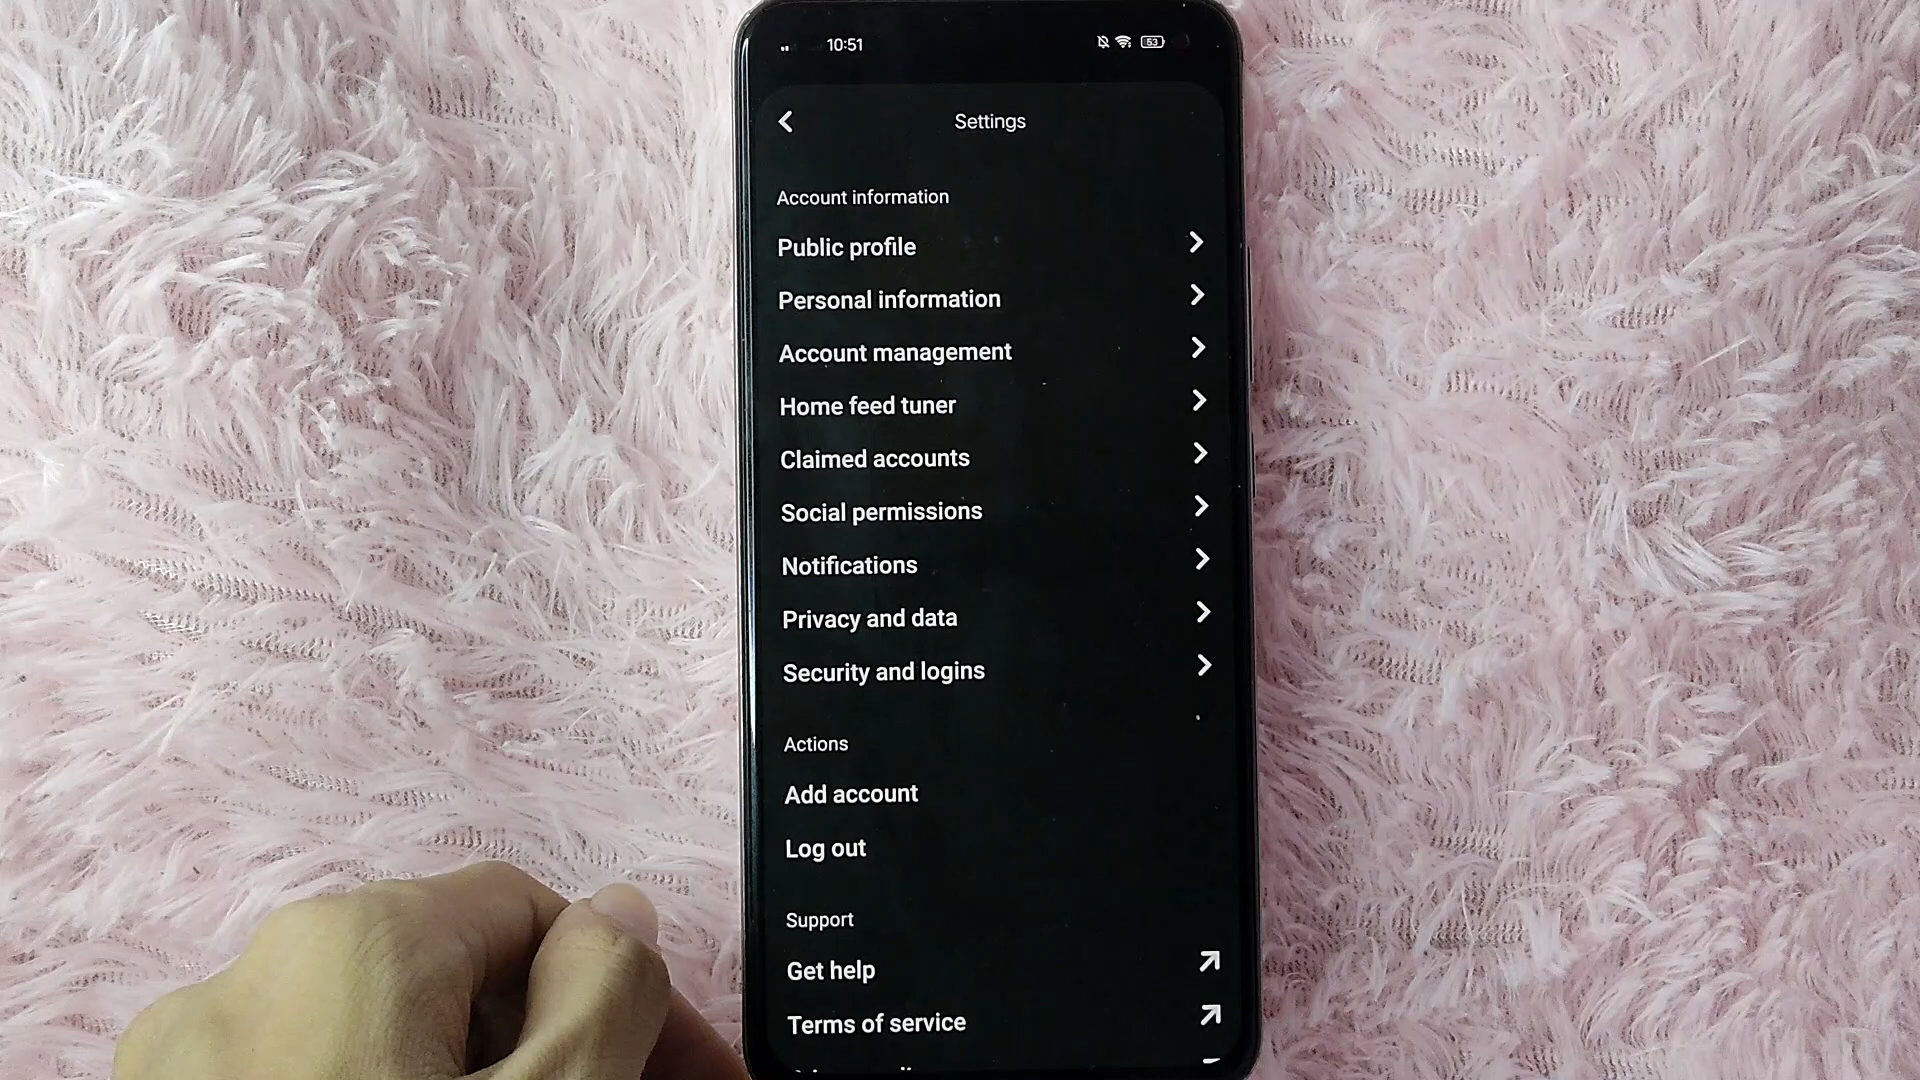 10:51
53
Settings
Account information
Public profile
Personal information
Account management
Home feed tuner
Claimed accounts
Social permissions
Notifications
Privacy and data
Security and logins
Actions
Add account
Log out
Support
Get help
Terms of service